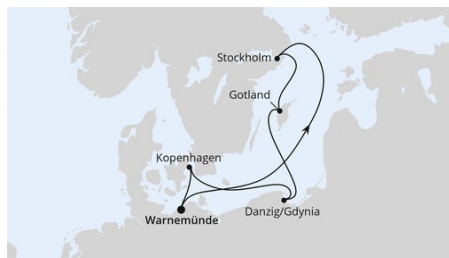 Stockholm
Gotland
Kopenhagen
Warnemünde
Danzig/Gdynia